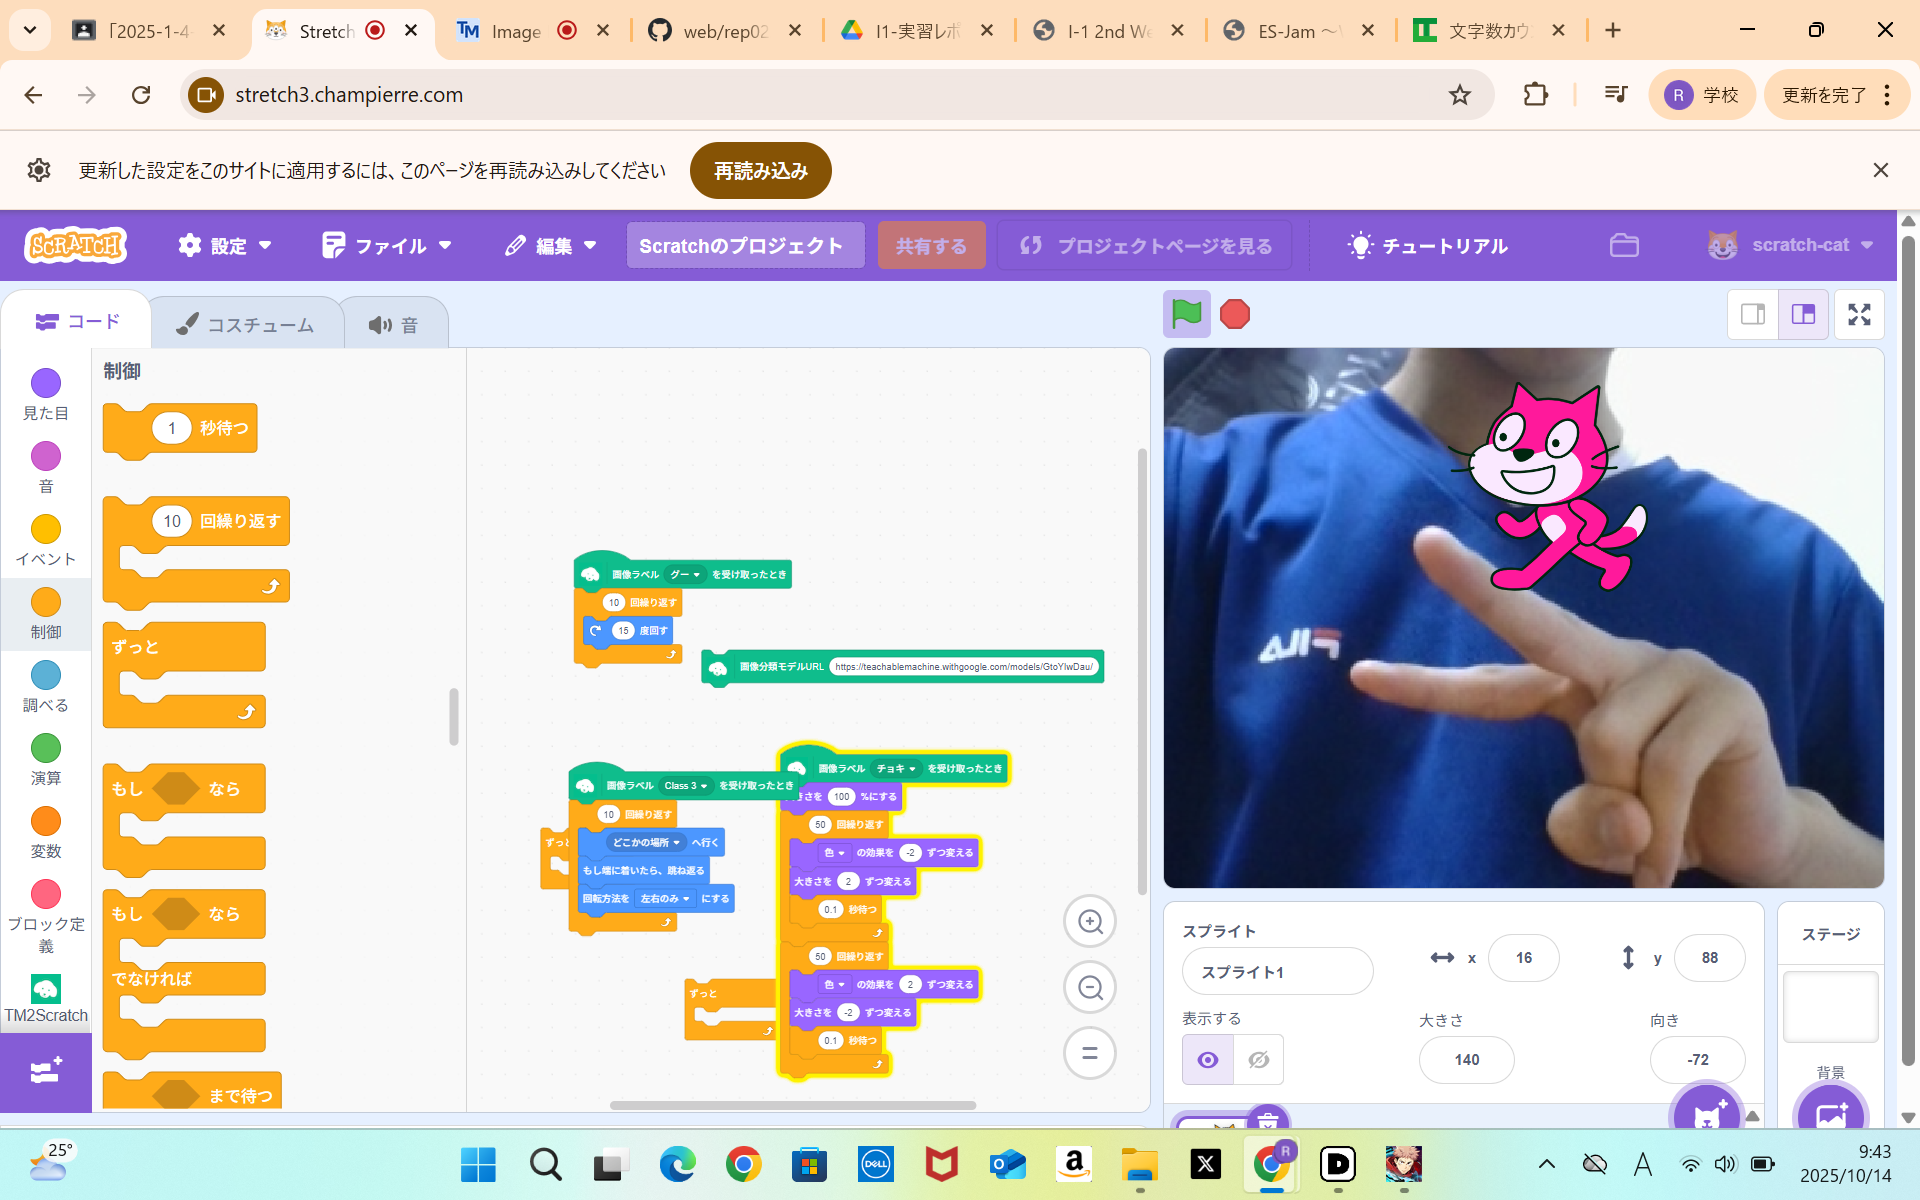 「2025-1-4-
Stretch
TM Image
web/rep02
I1-実習レポ
I-1 2nd We
ES-Jam ～
文字数カウ
stretch3.champierre.com
R 学校
更新を完了
更新した設定をこのサイトに適用するには、このページを再読み込みしてください
再読み込み
SCRATCH
設定
ファイル
編集
Scratchのプロジェクト
共有する
プロジェクトページを見る
チュートリアル
scratch-cat
コード
コスチューム
音
見た目
音
イベント
制御
調べる
演算
変数
ブロック定
義
TM2Scratch
制御
1 秒待つ
10 回繰り返す
ずっと
もし なら
もし なら
でなければ
まで待つ
画像ラベル グー を受け取ったとき
10 回繰り返す
15 度回す
画像分類モデルURL https://teachablemachine.withgoogle.com/models/GtoYlwDau/
画像ラベル Class 3 を受け取ったとき
10 回繰り返す
どこかの場所 へ行く
もし端に着いたら、跳ね返る
回転方法を 左右のみ にする
ずっと
ずっと
画像ラベル チョキ を受け取ったとき
きさを 100 %にする
50 回繰り返す
色 の効果を -2 ずつ変える
大きさを 2 ずつ変える
0.1 秒待つ
50 回繰り返す
色 の効果を 2 ずつ変える
大きさを -2 ずつ変える
0.1 秒待つ
FILA
スプライト
スプライト1
x 16
y 88
表示する
大きさ
140
向き
-72
ステージ
背景
25°
DELL
a
X
R
D
A
9:43
2025/10/14